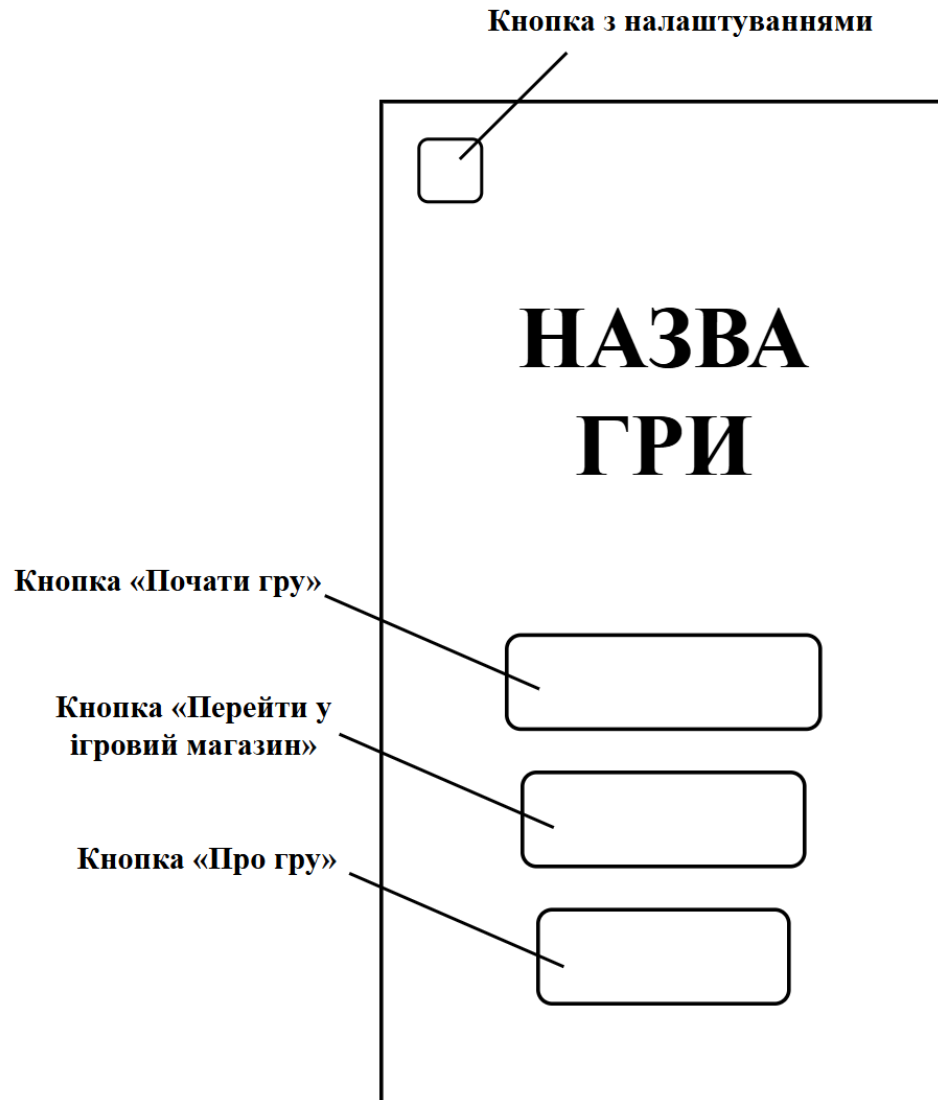 Кнопка з налаштуваннями
НАЗВА
ГРИ
Кнопка «Почати гру»
Кнопка «Перейти у
ігровий магазин»
Кнопка «Про гру»